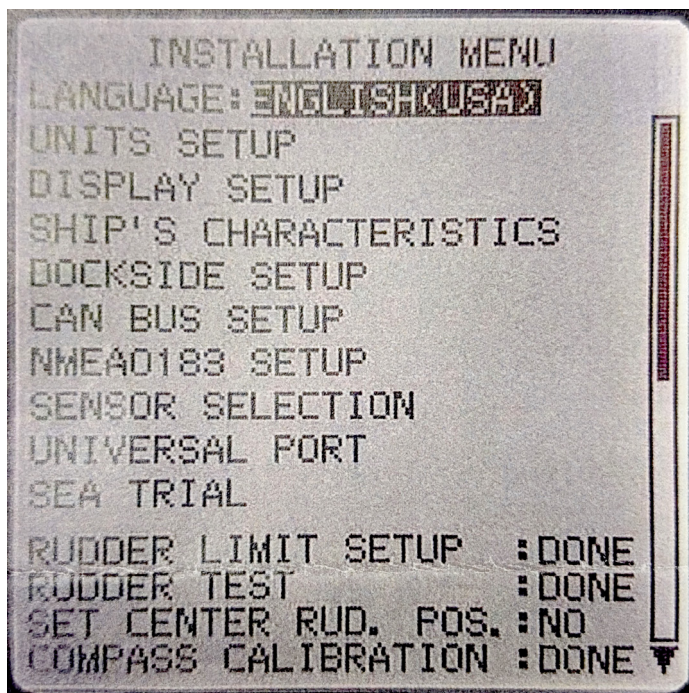 INSTALLATION MENU
LANGUAGE:ENGLISH(USA)
UNITS SETUP
DISPLAY SETUP
SHIP'S CHARACTERISTICS
DOCKSIDE SETUP
CAN BUS SETUP
NMEA0183 SETUP
SENSOR SELECTION
UNIVERSAL PORT
SEA TRIAL
RUDDER LIMIT SETUP :DONE
RUDDER TEST :DONE
SET CENTER RUD. POS.:NO
COMPASS CALIBRATION :DONE